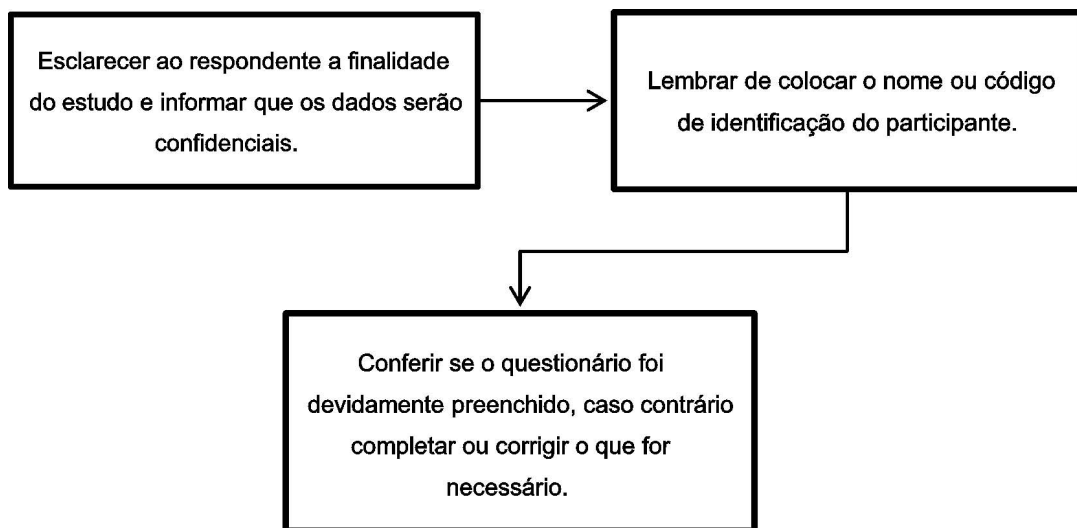 Esclarecer ao respondente a finalidade
do estudo e informar que os dados serão
confidenciais.
Lembrar de colocar o nome ou código
de identificação do participante.
Conferir se o questionário foi
devidamente preenchido, caso contrário
completar ou corrigir o que for
necessário.